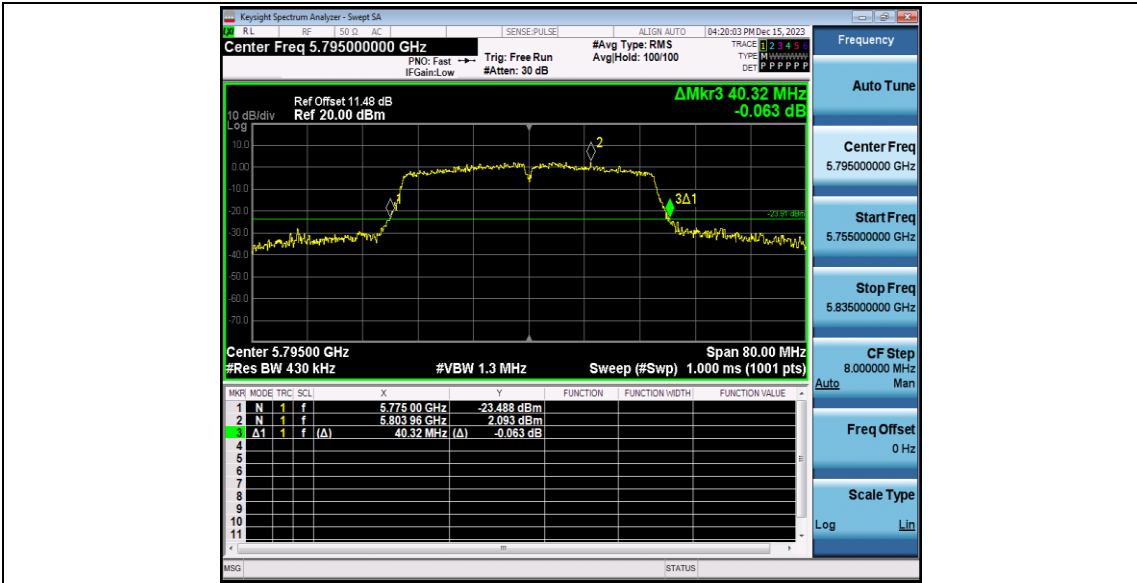 Keysight Spectrum Analyzer - Swept SA
RL RF 50 Ω AC SENSE:PULSE ALIGN AUTO 04:20:03 PM Dec 15, 2023
Center Freq 5.795000000 GHz
PNO: Fast
IFGain:Low
Trig: Free Run
#Atten: 30 dB
#Avg Type: RMS
Avg|Hold: 100/100
TRACE 1 2 3 4 5 6
TYPE M WWWWW
DET P P P P P P
Ref Offset 11.48 dB
10 dB/div Ref 20.00 dBm
Log
ΔMkr3 40.32 MHz
-0.063 dB
10.0
0.00
-10.0
-20.0
-30.0
-40.0
-50.0
-60.0
-70.0
2
1
3Δ1
-23.91 dBm
Center 5.79500 GHz Span 80.00 MHz
#Res BW 430 kHz #VBW 1.3 MHz Sweep (#Swp) 1.000 ms (1001 pts)
MKR MODE TRC SCL X Y FUNCTION FUNCTION WIDTH FUNCTION VALUE
1 N 1 f 5.775 00 GHz -23.488 dBm
2 N 1 f 5.803 96 GHz 2.093 dBm
3 Δ1 1 f (Δ) 40.32 MHz (Δ) -0.063 dB
4
5
6
7
8
9
10
11
MSG STATUS
Frequency
Auto Tune
Center Freq
5.795000000 GHz
Start Freq
5.755000000 GHz
Stop Freq
5.835000000 GHz
CF Step
8.000000 MHz
Auto Man
Freq Offset
0 Hz
Scale Type
Log Lin